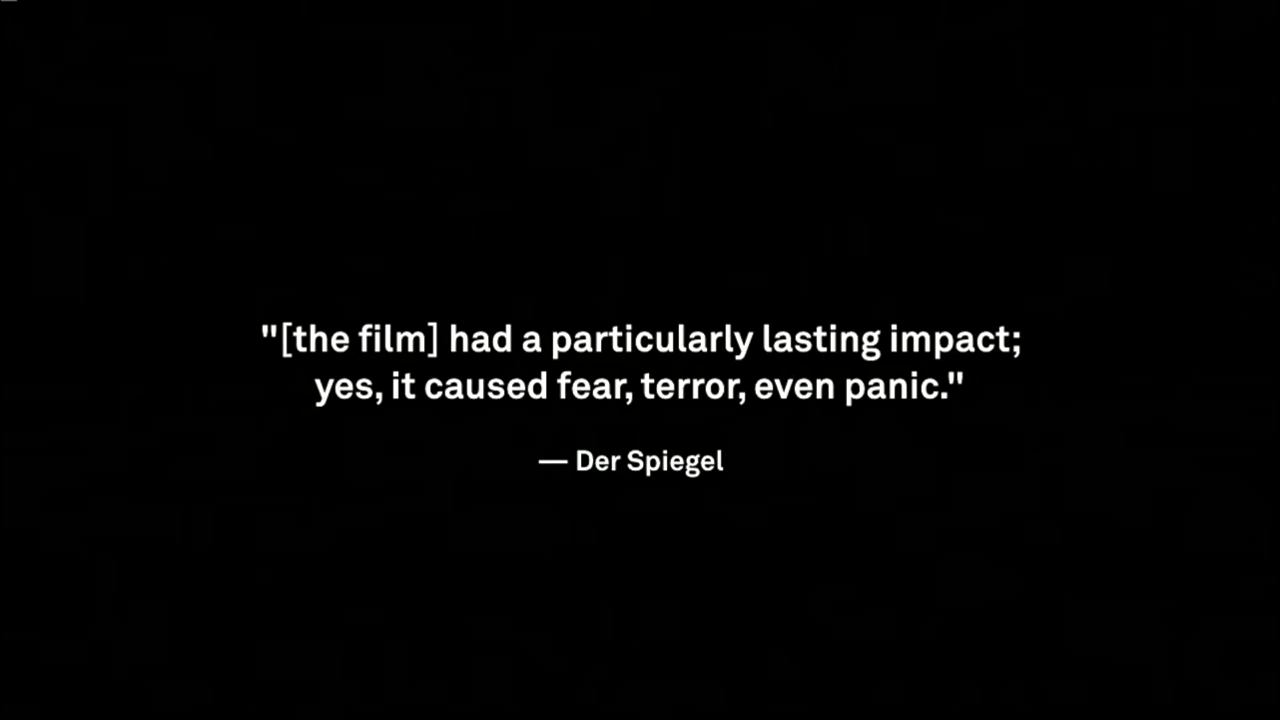 "[the film] had a particularly lasting impact;
yes, it caused fear, terror, even panic."
— Der Spiegel